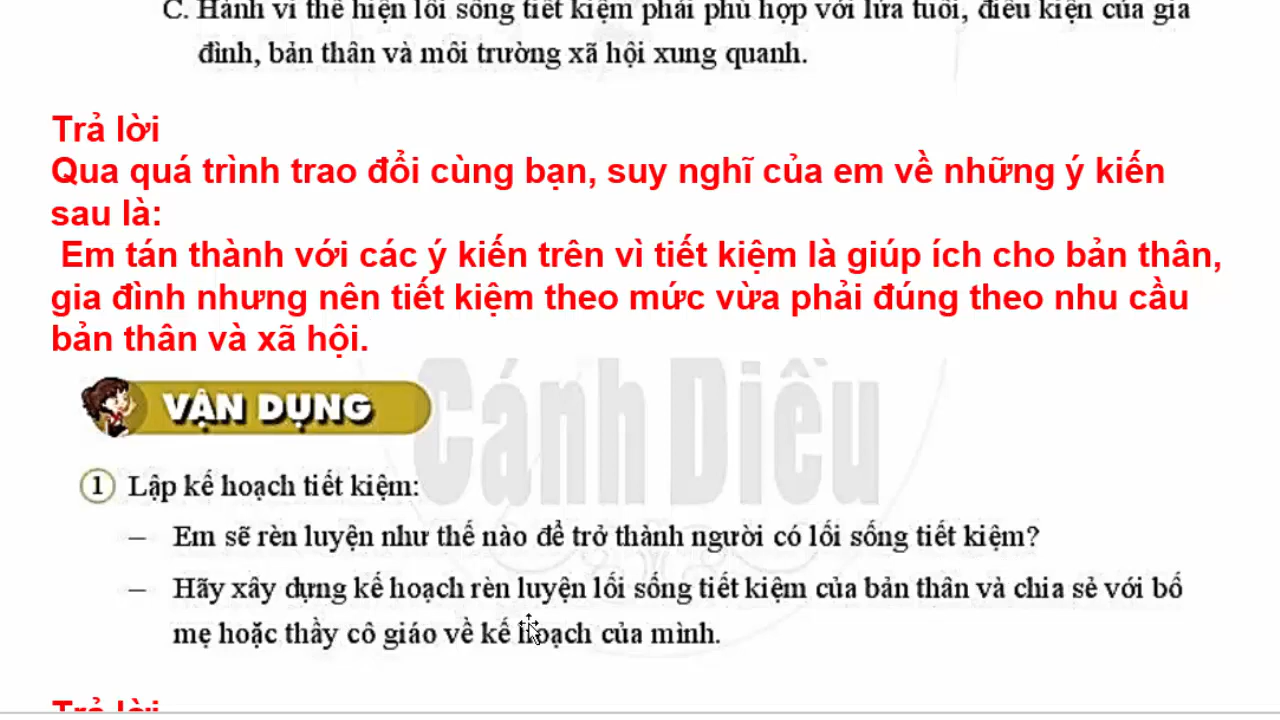 C. Hành vi thể hiện lối sống tiết kiệm phải phù hợp với lứa tuổi, điều kiện của gia
đình, bản thân và môi trường xã hội xung quanh.
Trả lời
Qua quá trình trao đổi cùng bạn, suy nghĩ của em về những ý kiến
sau là:
Em tán thành với các ý kiến trên vì tiết kiệm là giúp ích cho bản thân,
gia đình nhưng nên tiết kiệm theo mức vừa phải đúng theo nhu cầu
bản thân và xã hội.
Cánh Diều
VẬN DỤNG
1 Lập kế hoạch tiết kiệm:
– Em sẽ rèn luyện như thế nào để trở thành người có lối sống tiết kiệm?
– Hãy xây dựng kế hoạch rèn luyện lối sống tiết kiệm của bản thân và chia sẻ với bố
mẹ hoặc thầy cô giáo về kế hoạch của mình.
Trả lời